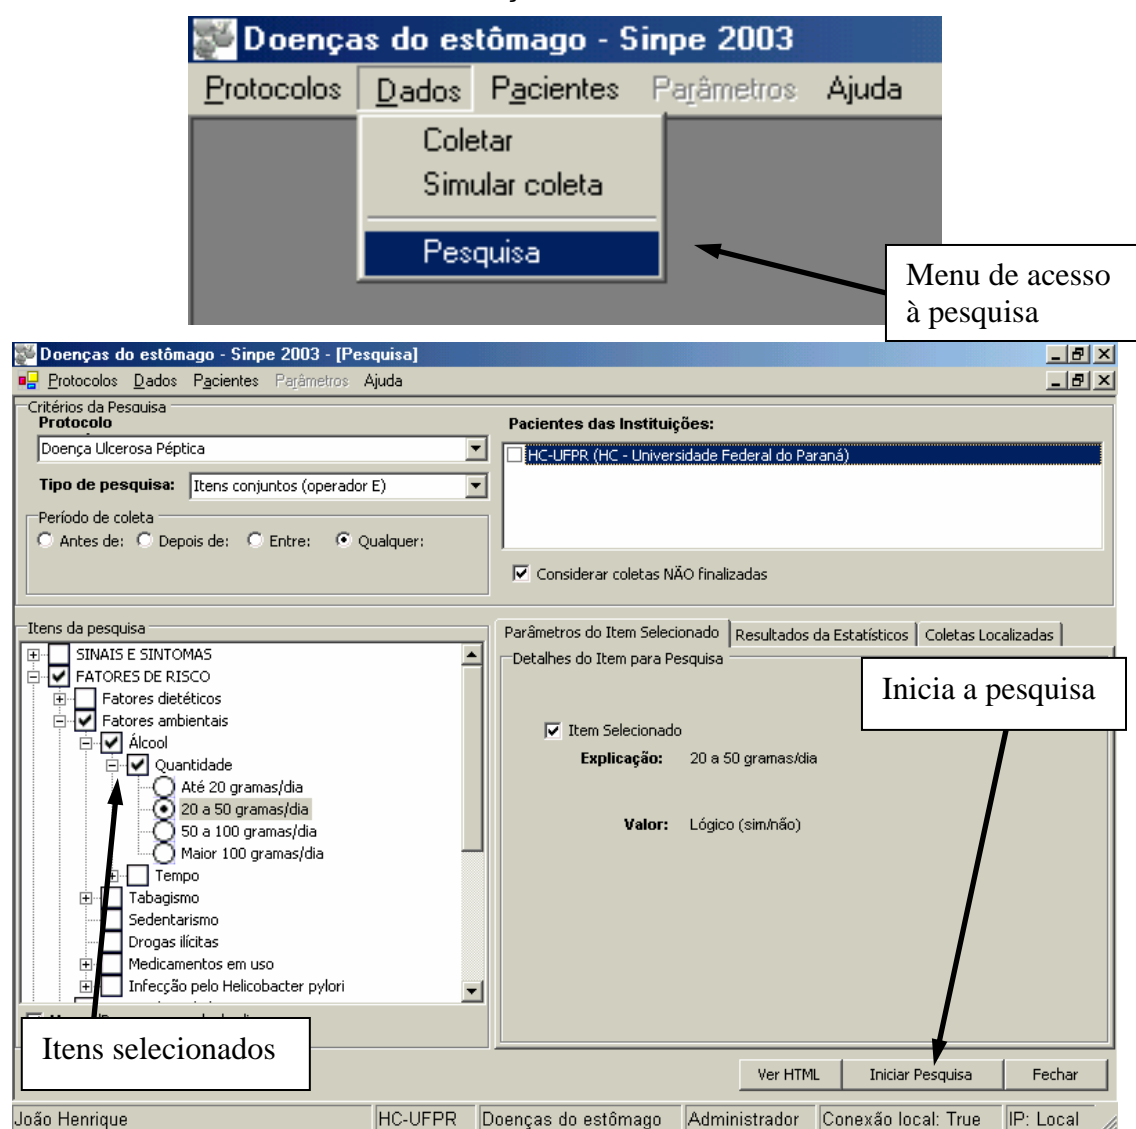 Doenças do estômago - Sinpe 2003
Protocolos Dados Pacientes Parâmetros Ajuda
Coletar
Simular coleta
Pesquisa
Menu de acesso
à pesquisa
Doenças do estômago - Sinpe 2003 - [Pesquisa]
Protocolos Dados Pacientes Parâmetros Ajuda
Critérios da Pesquisa
Protocolo
Doença Ulcerosa Péptica
Tipo de pesquisa: Itens conjuntos (operador E)
Período de coleta
Antes de: Depois de: Entre: Qualquer:
Pacientes das Instituições:
HC-UFPR (HC - Universidade Federal do Paraná)
Considerar coletas NÃO finalizadas
Itens da pesquisa
SINAIS E SINTOMAS
FATORES DE RISCO
Fatores dietéticos
Fatores ambientais
Álcool
Quantidade
Até 20 gramas/dia
20 a 50 gramas/dia
50 a 100 gramas/dia
Maior 100 gramas/dia
Tempo
Tabagismo
Sedentarismo
Drogas ilícitas
Medicamentos em uso
Infecção pelo Helicobacter pylori
Itens selecionados
Parâmetros do Item Selecionado Resultados da Estatísticos Coletas Localizadas
Detalhes do Item para Pesquisa
Inicia a pesquisa
Item Selecionado
Explicação: 20 a 50 gramas/dia
Valor: Lógico (sim/não)
Ver HTML Iniciar Pesquisa Fechar
João Henrique HC-UFPR Doenças do estômago Administrador Conexão local: True IP: Local